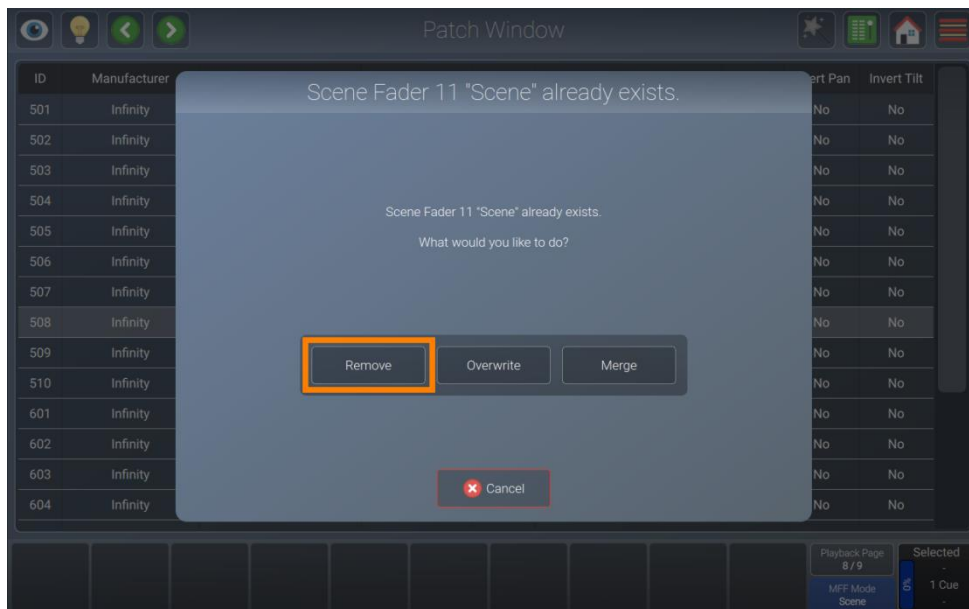 Patch Window
ID Manufacturer ert Pan Invert Tilt
Scene Fader 11 "Scene" already exists.
501 Infinity No No
502 Infinity No No
503 Infinity No No
504 Infinity No No
Scene Fader 11 "Scene" already exists.
505 Infinity No No
What would you like to do?
506 Infinity No No
507 Infinity No No
508 Infinity No No
509 Infinity No No
Remove Overwrite Merge
510 Infinity No No
601 Infinity No No
602 Infinity No No
603 Infinity No No
Cancel
604 Infinity No No
Playback Page Selected
8 / 9 -
MFF Mode 1 Cue
Scene -